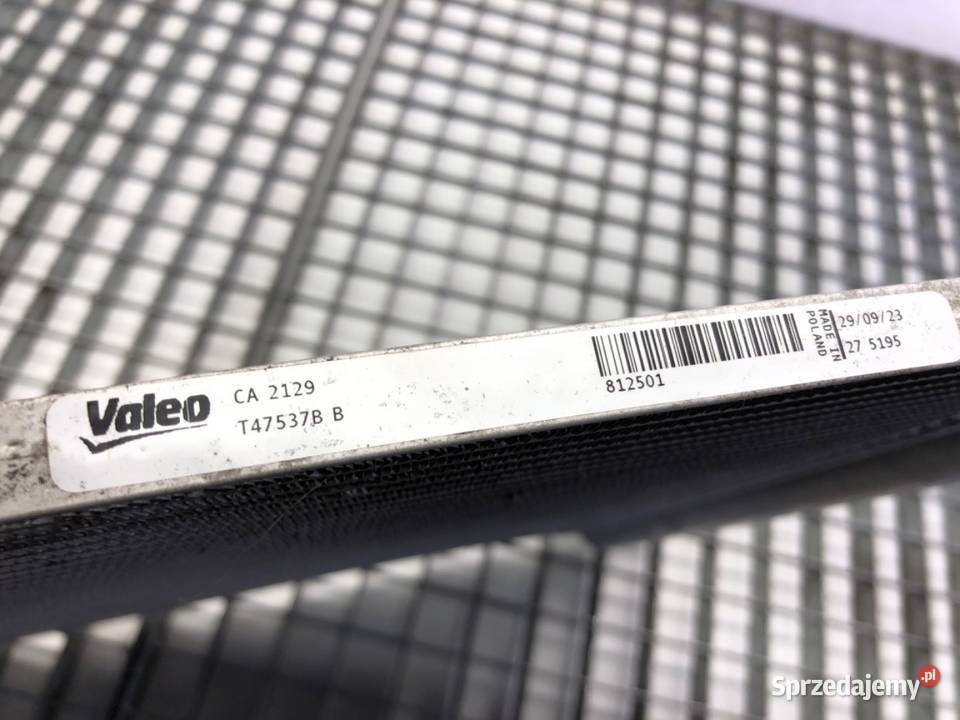 Valeo
CA 2129
T47537B B
812501
MADE IN
POLAND
29/09/23
27 5195
Sprzedajemy.pl